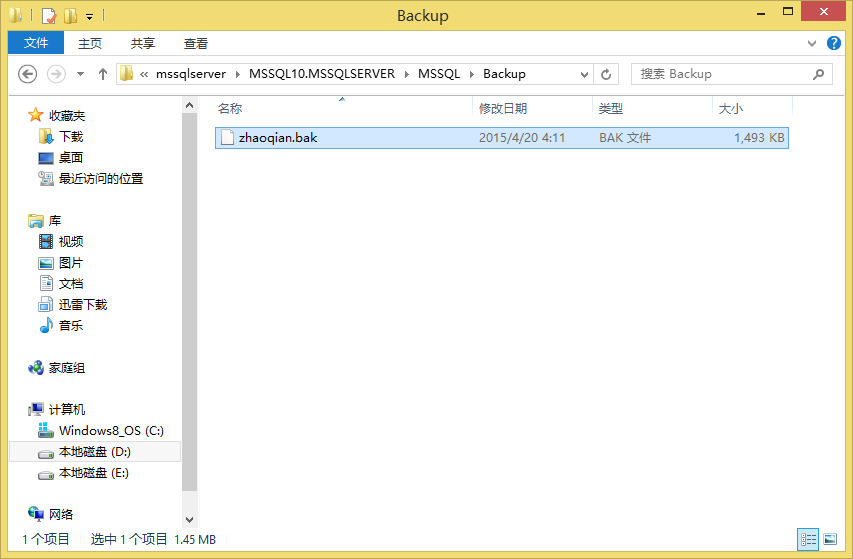 Backup
文件 主页 共享 查看
« mssqlserver MSSQL10.MSSQLSERVER MSSQL Backup 搜索 Backup
名称 修改日期 类型 大小
zhaoqian.bak 2015/4/20 4:11 BAK 文件 1,493 KB
收藏夹
下载
桌面
最近访问的位置
库
视频
图片
文档
迅雷下载
音乐
家庭组
计算机
Windows8_OS (C:)
本地磁盘 (D:)
本地磁盘 (E:)
网络
1 个项目 选中 1 个项目 1.45 MB